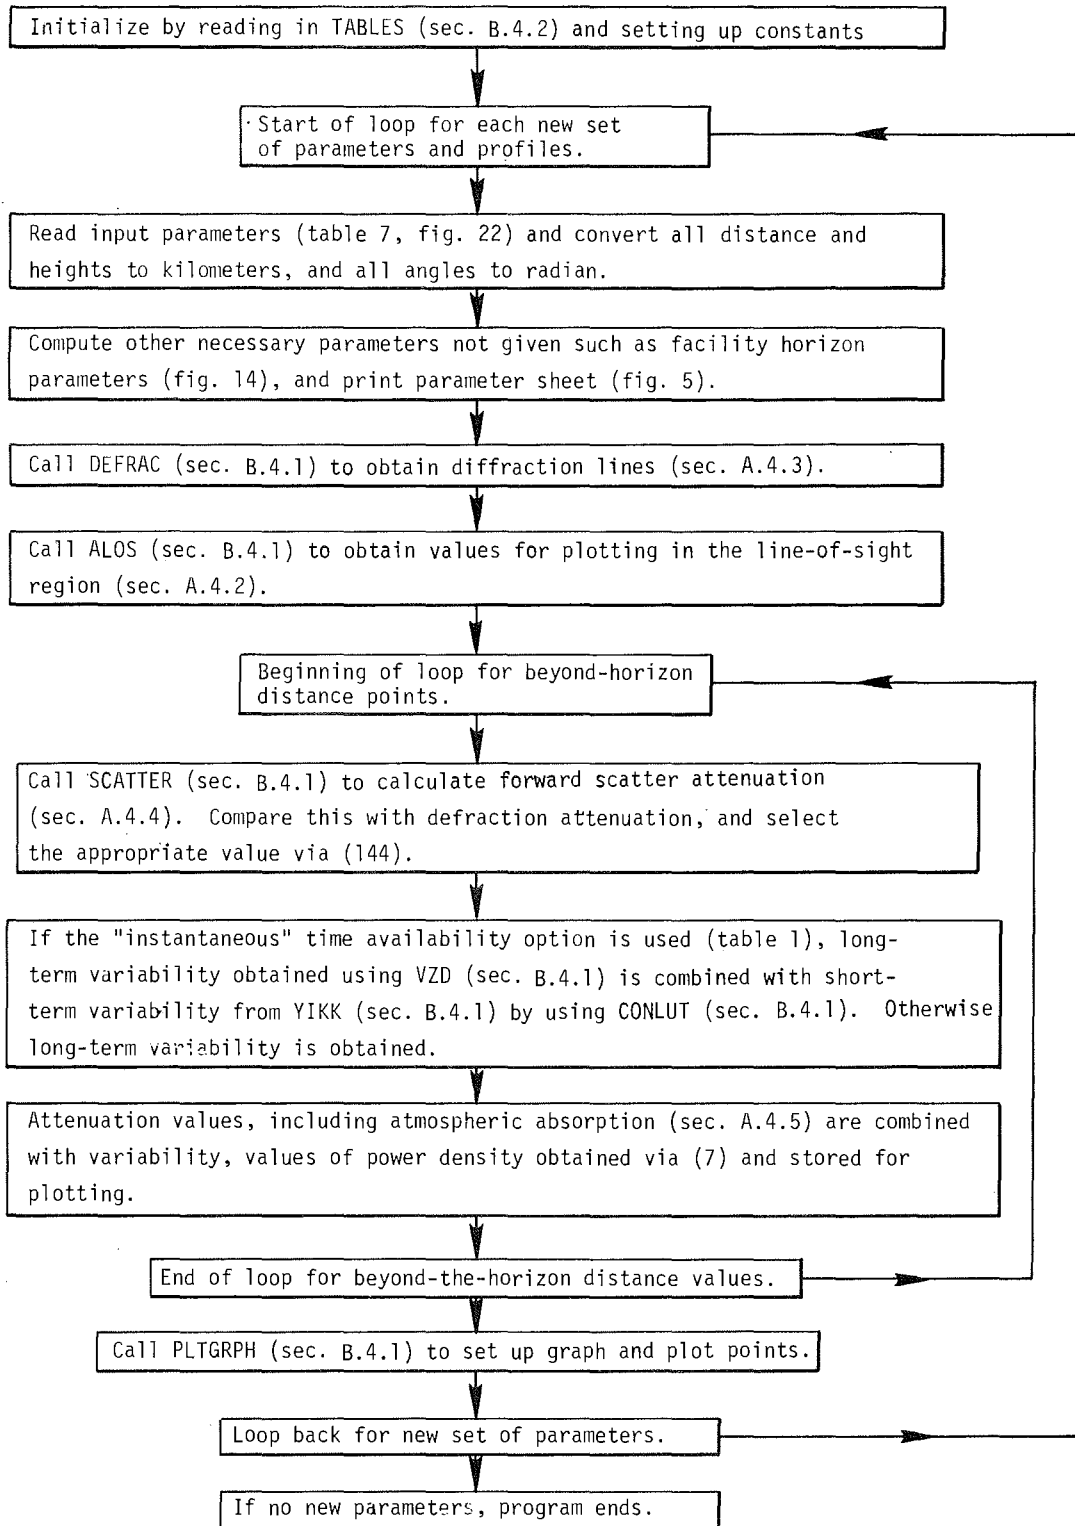 Initialize by reading in TABLES (sec. B.4.2) and setting up constants
Start of loop for each new set
of parameters and profiles.
Read input parameters (table 7, fig. 22) and convert all distance and
heights to kilometers, and all angles to radian.
Compute other necessary parameters not given such as facility horizon
parameters (fig. 14), and print parameter sheet (fig. 5).
Call DEFRAC (sec. B.4.1) to obtain diffraction lines (sec. A.4.3).
Call ALOS (sec. B.4.1) to obtain values for plotting in the line-of-sight
region (sec. A.4.2).
Beginning of loop for beyond-horizon
distance points.
Call SCATTER (sec. B.4.1) to calculate forward scatter attenuation
(sec. A.4.4). Compare this with defraction attenuation, and select
the appropriate value via (144).
If the "instantaneous" time availability option is used (table 1), long-
term variability obtained using VZD (sec. B.4.1) is combined with short-
term variability from YIKK (sec. B.4.1) by using CONLUT (sec. B.4.1). Otherwise
long-term variability is obtained.
Attenuation values, including atmospheric absorption (sec. A.4.5) are combined
with variability, values of power density obtained via (7) and stored for
plotting.
End of loop for beyond-the-horizon distance values.
Call PLTGRPH (sec. B.4.1) to set up graph and plot points.
Loop back for new set of parameters.
If no new parameters, program ends.